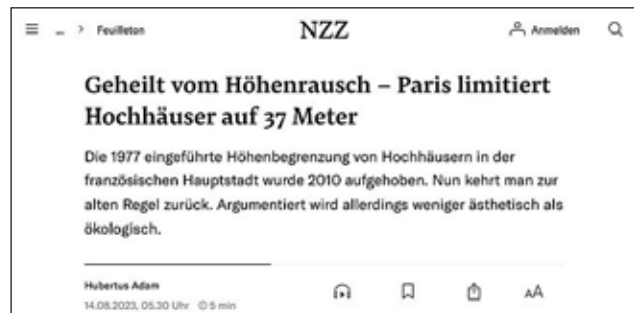 ... > Feuilleton NZZ Anmelden
Geheilt vom Höhenrausch – Paris limitiert
Hochhäuser auf 37 Meter
Die 1977 eingeführte Höhenbegrenzung von Hochhäusern in der
französischen Hauptstadt wurde 2010 aufgehoben. Nun kehrt man zur
alten Regel zurück. Argumentiert wird allerdings weniger ästhetisch als
ökologisch.
Hubertus Adam
14.08.2023, 05.30 Uhr 5 min AA